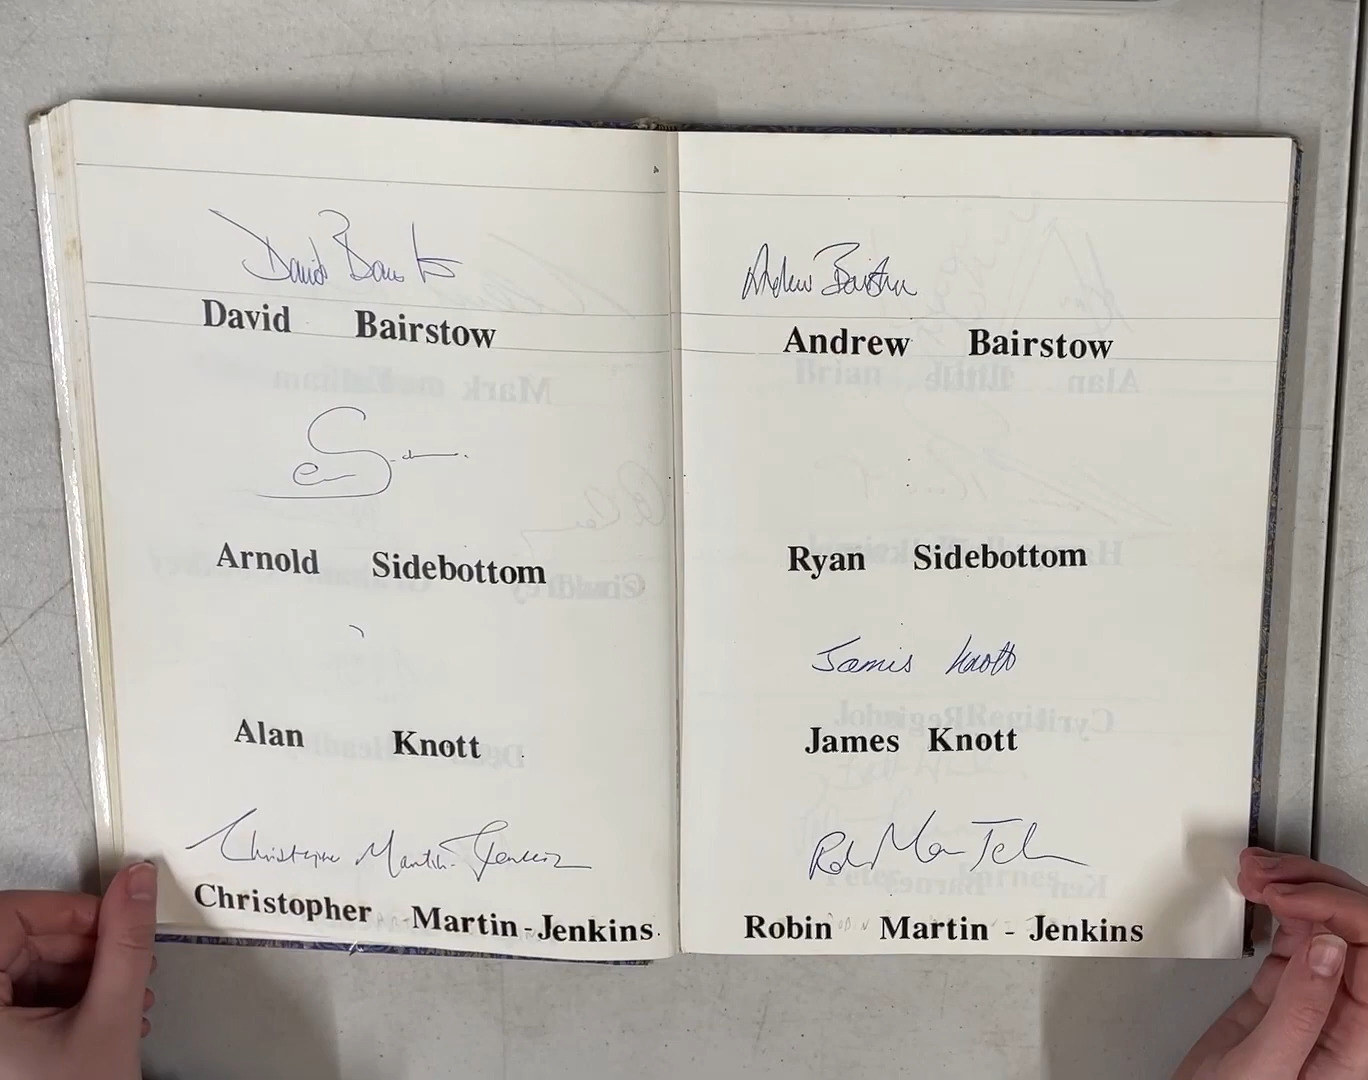 David Bairstow
David Bairstow
Arnold Sidebottom
Alan Knott
Christopher Martin-Jenkins
Christopher Martin-Jenkins.
Andrew Bairstow
Andrew Bairstow
Ryan Sidebottom
James Knott
James Knott
Robin Martin - Jenkins